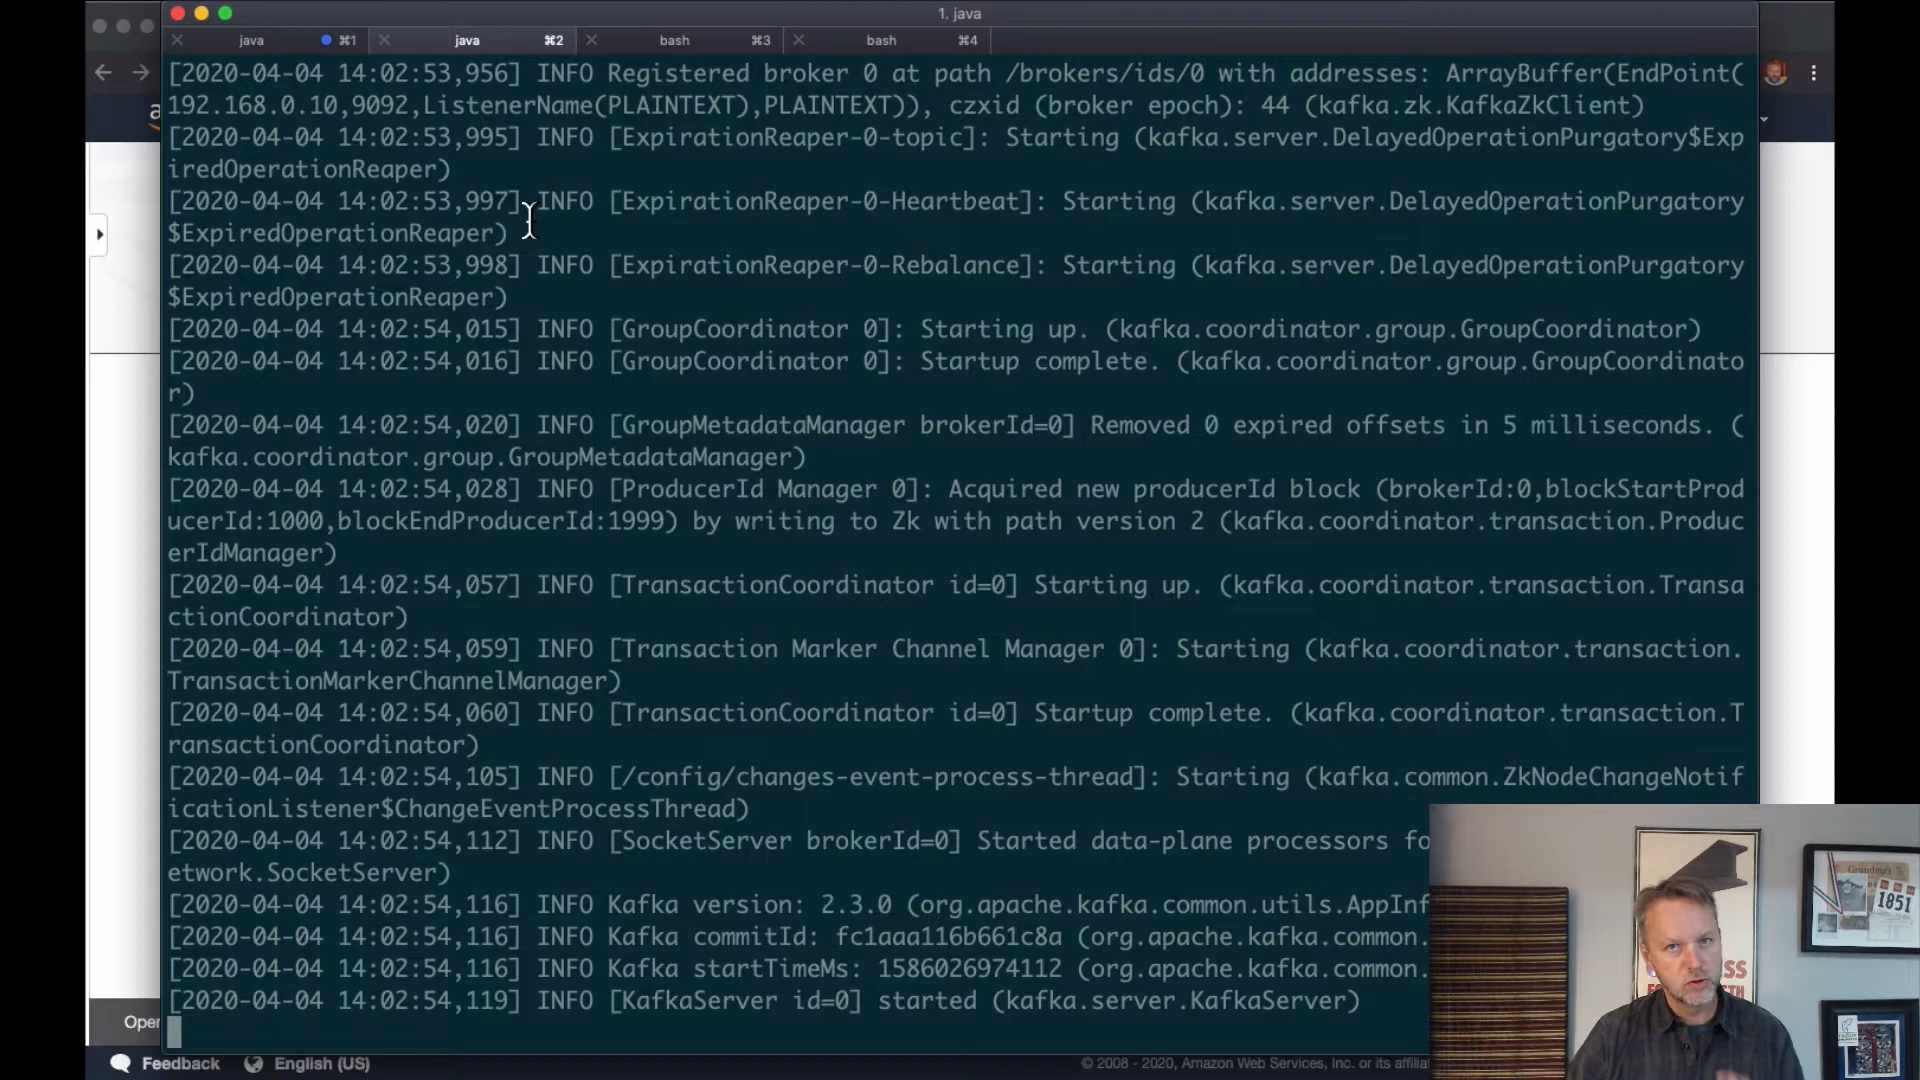 1. java
java ⌘1 java ⌘2 bash ⌘3 bash ⌘4
[2020-04-04 14:02:53,956] INFO Registered broker 0 at path /brokers/ids/0 with addresses: ArrayBuffer(EndPoint(
192.168.0.10,9092,ListenerName(PLAINTEXT),PLAINTEXT)), czxid (broker epoch): 44 (kafka.zk.KafkaZkClient)
[2020-04-04 14:02:53,995] INFO [ExpirationReaper-0-topic]: Starting (kafka.server.DelayedOperationPurgatory$Exp
iredOperationReaper)
[2020-04-04 14:02:53,997] INFO [ExpirationReaper-0-Heartbeat]: Starting (kafka.server.DelayedOperationPurgatory
$ExpiredOperationReaper)
[2020-04-04 14:02:53,998] INFO [ExpirationReaper-0-Rebalance]: Starting (kafka.server.DelayedOperationPurgatory
$ExpiredOperationReaper)
[2020-04-04 14:02:54,015] INFO [GroupCoordinator 0]: Starting up. (kafka.coordinator.group.GroupCoordinator)
[2020-04-04 14:02:54,016] INFO [GroupCoordinator 0]: Startup complete. (kafka.coordinator.group.GroupCoordinato
r)
[2020-04-04 14:02:54,020] INFO [GroupMetadataManager brokerId=0] Removed 0 expired offsets in 5 milliseconds. (
kafka.coordinator.group.GroupMetadataManager)
[2020-04-04 14:02:54,028] INFO [ProducerId Manager 0]: Acquired new producerId block (brokerId:0,blockStartProd
ucerId:1000,blockEndProducerId:1999) by writing to Zk with path version 2 (kafka.coordinator.transaction.Produc
erIdManager)
[2020-04-04 14:02:54,057] INFO [TransactionCoordinator id=0] Starting up. (kafka.coordinator.transaction.Transa
ctionCoordinator)
[2020-04-04 14:02:54,059] INFO [Transaction Marker Channel Manager 0]: Starting (kafka.coordinator.transaction.
TransactionMarkerChannelManager)
[2020-04-04 14:02:54,060] INFO [TransactionCoordinator id=0] Startup complete. (kafka.coordinator.transaction.T
ransactionCoordinator)
[2020-04-04 14:02:54,105] INFO [/config/changes-event-process-thread]: Starting (kafka.common.ZkNodeChangeNotif
icationListener$ChangeEventProcessThread)
[2020-04-04 14:02:54,112] INFO [SocketServer brokerId=0] Started data-plane processors fo
etwork.SocketServer)
[2020-04-04 14:02:54,116] INFO Kafka version: 2.3.0 (org.apache.kafka.common.utils.AppInf
[2020-04-04 14:02:54,116] INFO Kafka commitId: fc1aaa116b661c8a (org.apache.kafka.common.
[2020-04-04 14:02:54,116] INFO Kafka startTimeMs: 1586026974112 (org.apache.kafka.common.
[2020-04-04 14:02:54,119] INFO [KafkaServer id=0] started (kafka.server.KafkaServer)
Oper
Feedback English (US) © 2008 - 2020, Amazon Web Services, Inc. or its affilia
Grandma's
1851